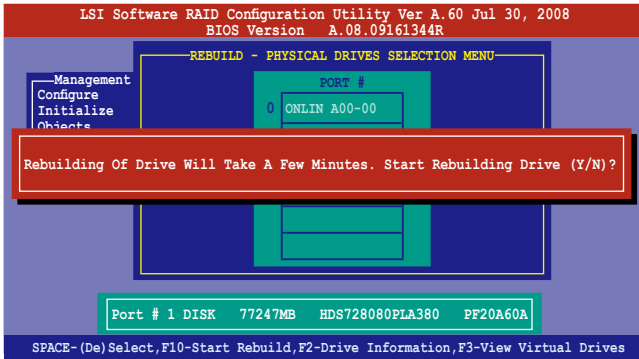 LSI Software RAID Configuration Utility Ver A.60 Jul 30, 2008
BIOS Version A.08.09161344R
REBUILD - PHYSICAL DRIVES SELECTION MENU
Management
PORT #
Configure
Initialize
0 ONLIN A00-00
Objects
Rebuilding Of Drive Will Take A Few Minutes. Start Rebuilding Drive (Y/N)?
Port # 1 DISK 77247MB HDS728080PLA380 PF20A60A
SPACE-(De)Select,F10-Start Rebuild,F2-Drive Information,F3-View Virtual Drives